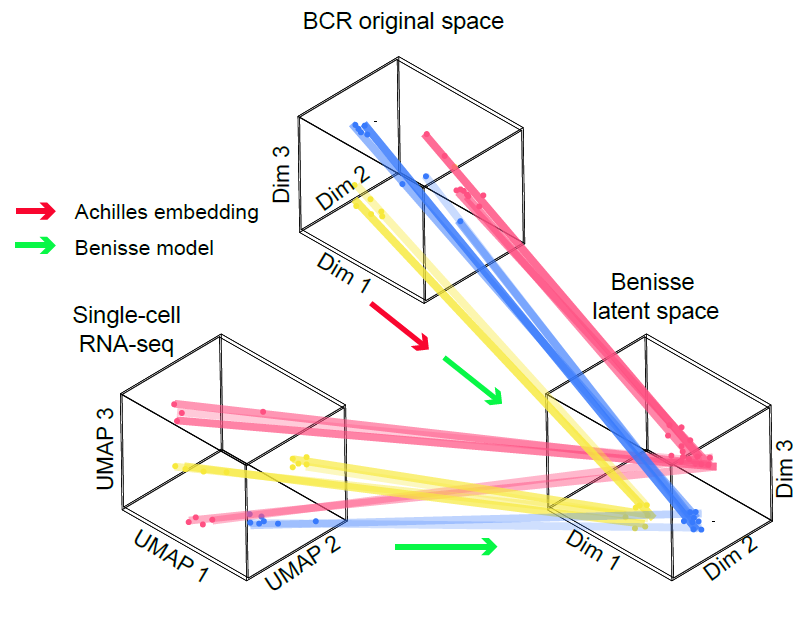 BCR original space
Dim 3
Dim 2
Dim 1
Achilles embedding
Benisse model
Single-cell
RNA-seq
UMAP 3
UMAP 1
UMAP 2
Benisse
latent space
Dim 3
Dim 1
Dim 2